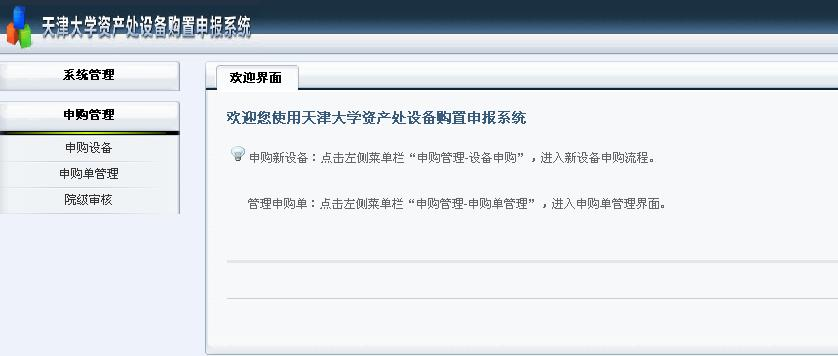 天津大学资产处设备购置申报系统
系统管理
申购管理
申购设备
申购单管理
院级审核
欢迎界面
欢迎您使用天津大学资产处设备购置申报系统
申购新设备：点击左侧菜单栏“申购管理-设备申购”，进入新设备申购流程。
管理申购单：点击左侧菜单栏“申购管理-申购单管理”，进入申购单管理界面。